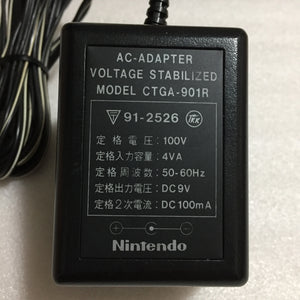 AC-ADAPTER
VOLTAGE STABILIZED
MODEL CTGA-901R
91-2526
定格電圧：100V
定格入力容量：4VA
定格周波数：50-60Hz
定格出力電圧：DC9V
定格2次電流：DC100mA
Nintendo